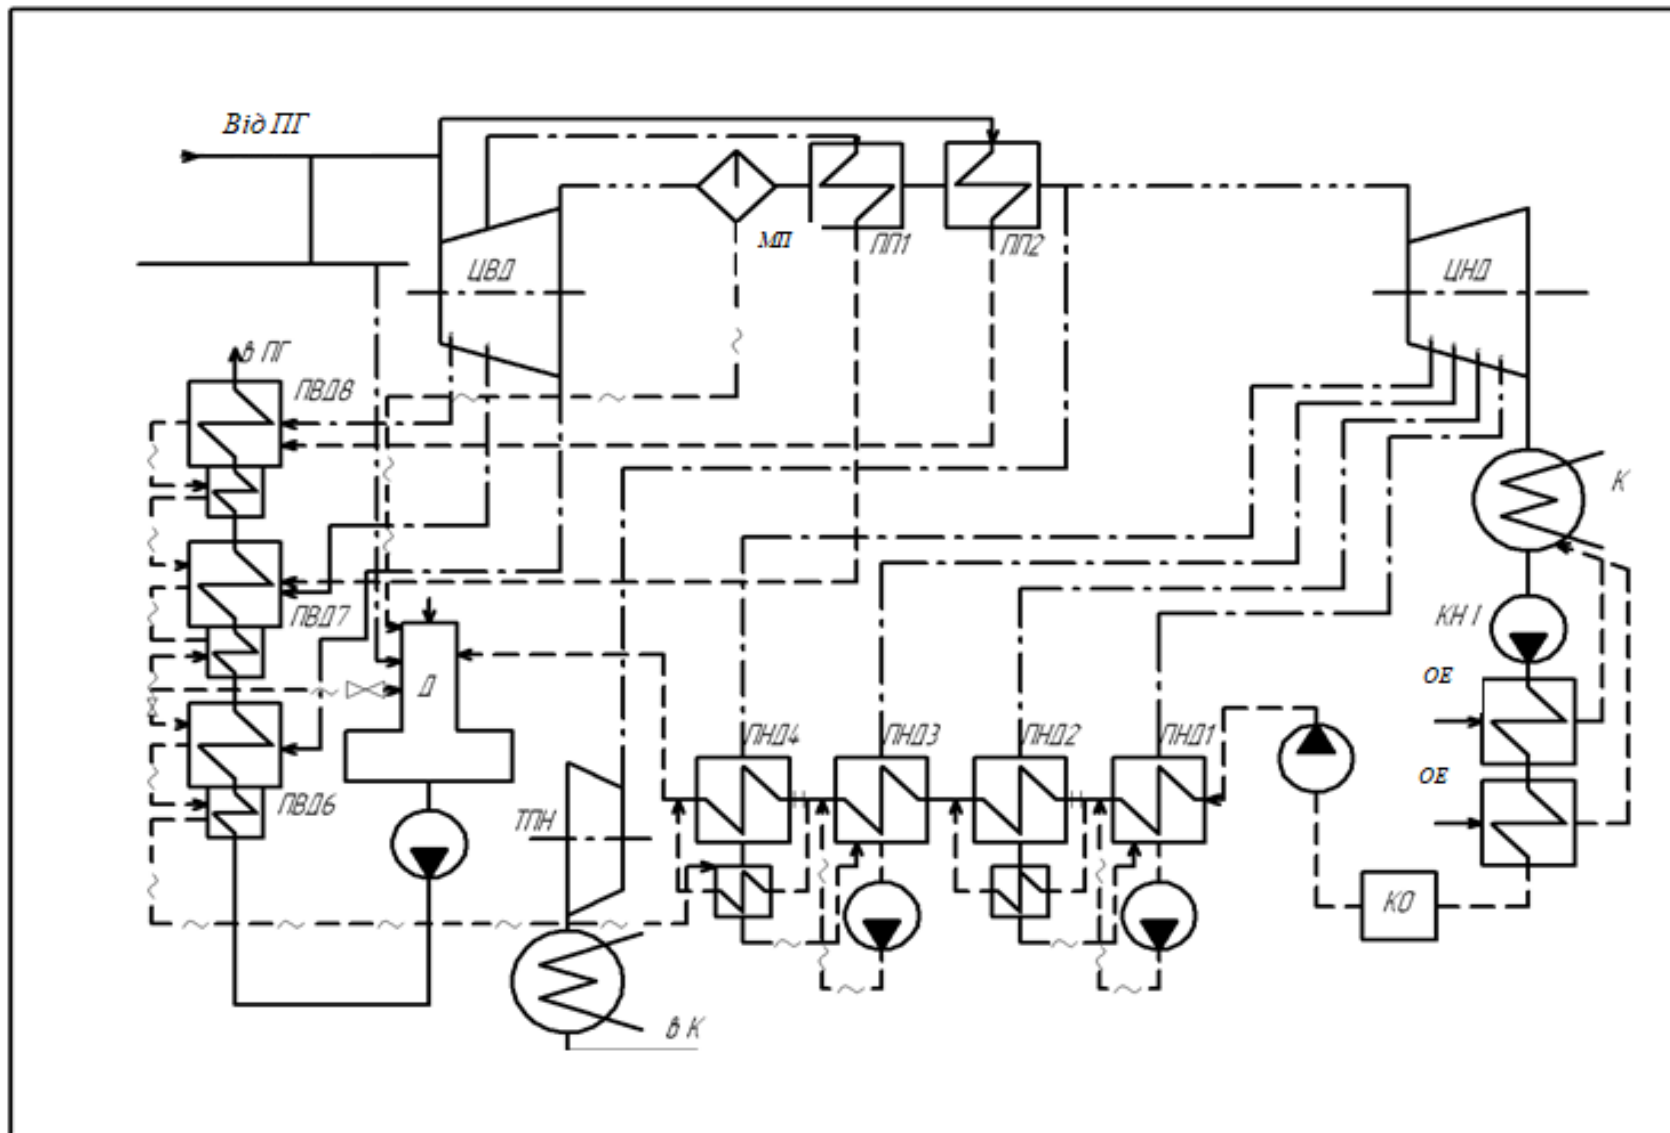 Від ПГ
МП
ПП1
ПП2
ЦВД
ЦНД
в ПГ
ПВД8
К
ПВД7
КН I
ОЕ
Д
ПНД4
ПНД3
ПНД2
ПНД1
ОЕ
ПВД6
ТПН
КО
в К